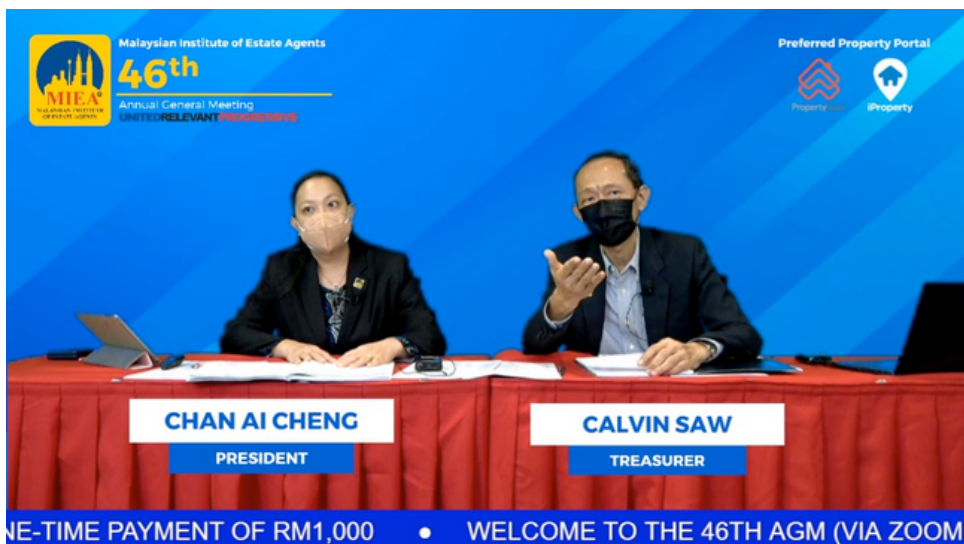 Malaysian Institute of Estate Agents
46th
Annual General Meeting
UNITEDRELEVANTPROGRESSIVE
MIEA
MALAYSIAN INSTITUTE
OF ESTATE AGENTS
Preferred Property Portal
iProperty
CHAN AI CHENG
PRESIDENT
CALVIN SAW
TREASURER
NE-TIME PAYMENT OF RM1,000 • WELCOME TO THE 46TH AGM (VIA ZOOM